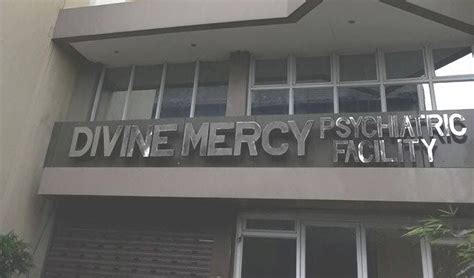 DIVINE MERCY PSYCHIATRIC
FACILITY